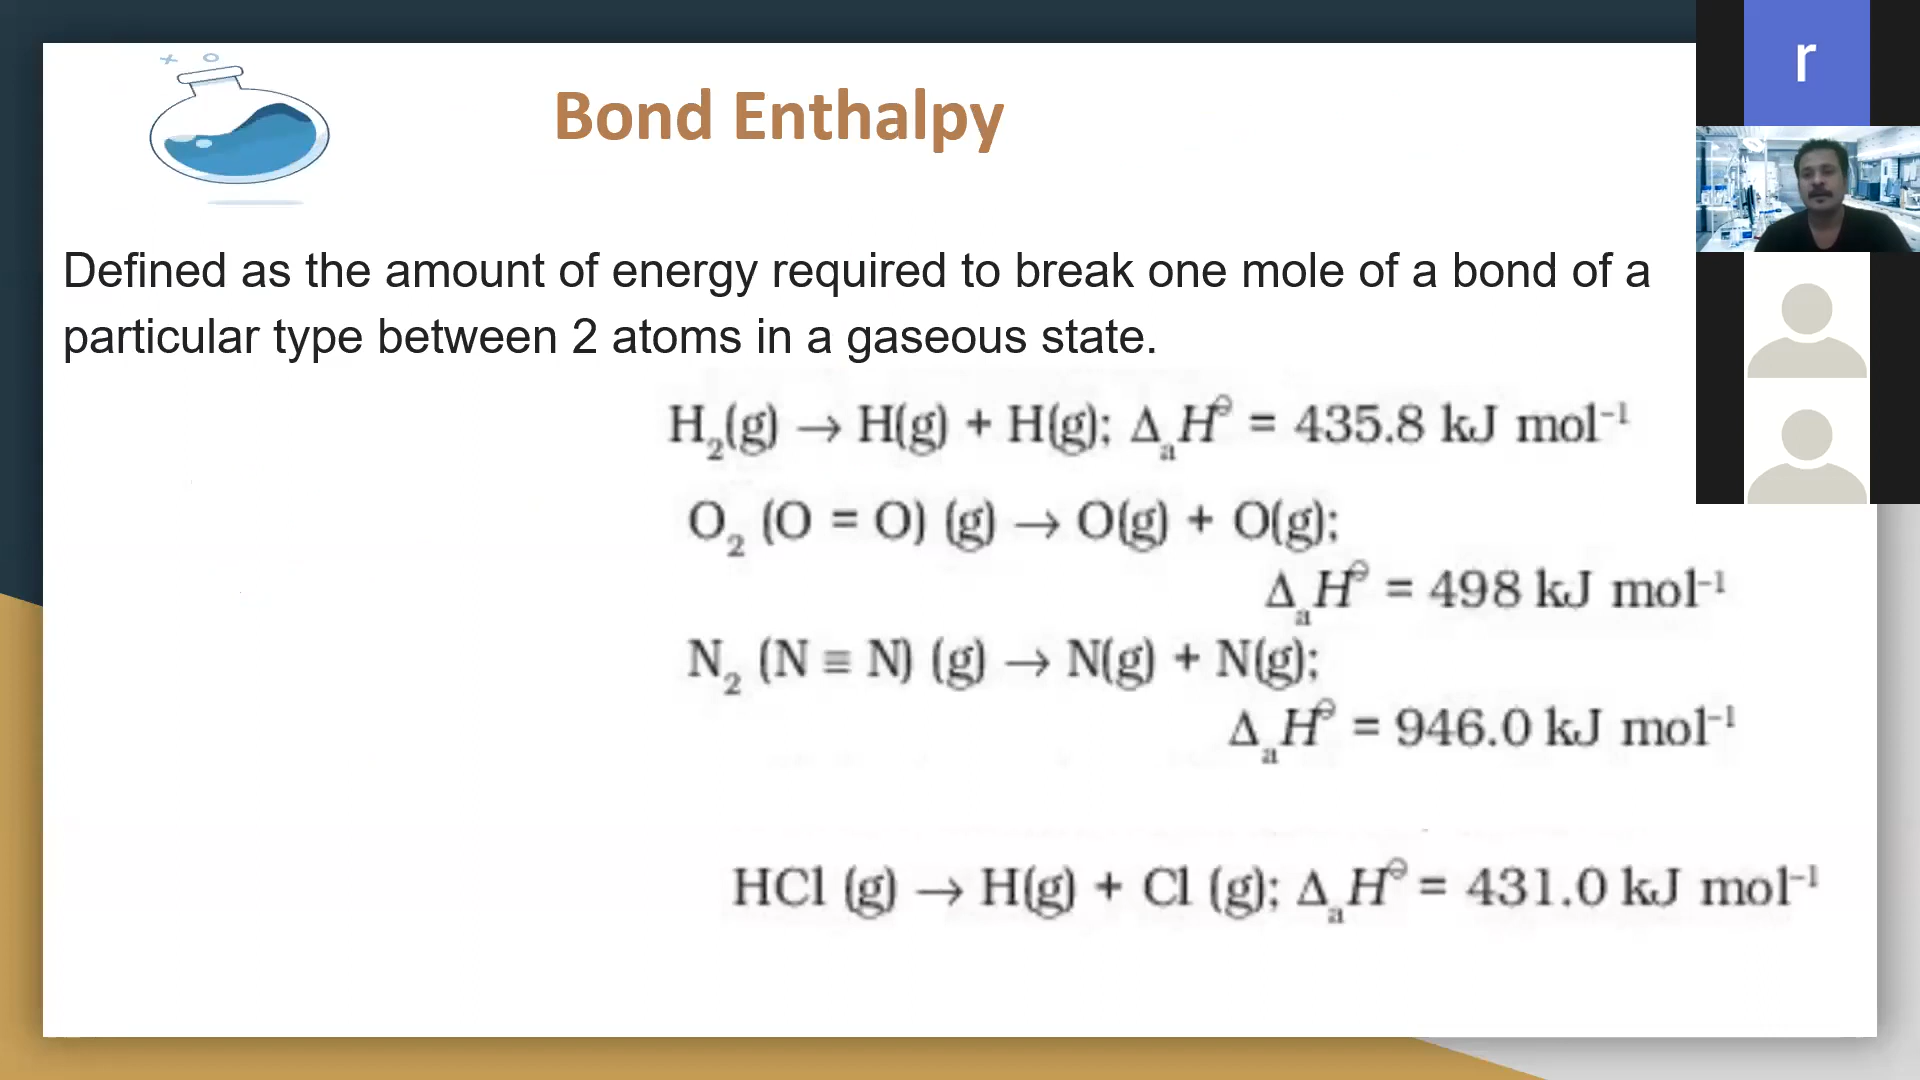 Bond Enthalpy
r
Defined as the amount of energy required to break one mole of a bond of a
particular type between 2 atoms in a gaseous state.
H₂(g) → H(g) + H(g); ΔₐH⊖ = 435.8 kJ mol⁻¹
O₂ (O = O) (g) → O(g) + O(g);
ΔₐH⊖ = 498 kJ mol⁻¹
N₂ (N ≡ N) (g) → N(g) + N(g);
ΔₐH⊖ = 946.0 kJ mol⁻¹
HCl (g) → H(g) + Cl (g); ΔₐH⊖ = 431.0 kJ mol⁻¹